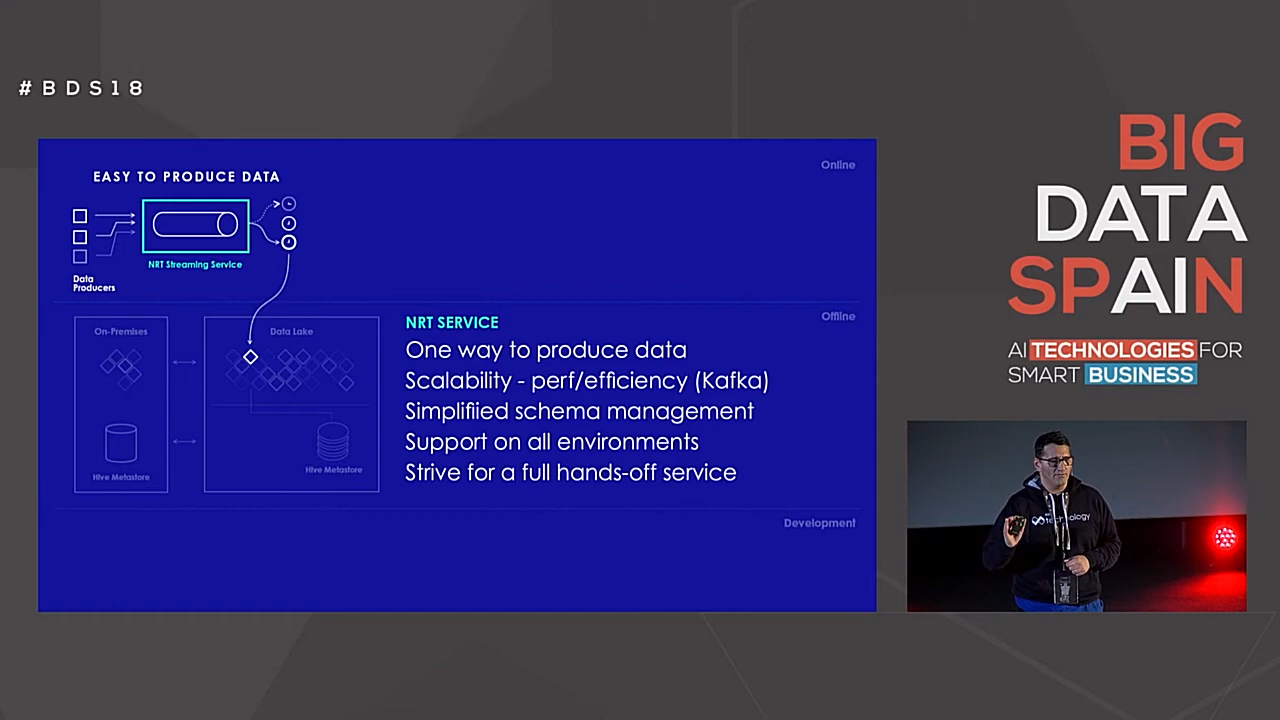 #BDS18
EASY TO PRODUCE DATA
Online
NRT Streaming Service
Data
Producers
On-Premises
Data Lake
Offline
Hive Metastore
Hive Metastore
NRT SERVICE
One way to produce data
Scalability - perf/efficiency (Kafka)
Simplifiied schema management
Support on all environments
Strive for a full hands-off service
Development
BIG
DATA
SPAIN
AI TECHNOLOGIES FOR
SMART BUSINESS
technology